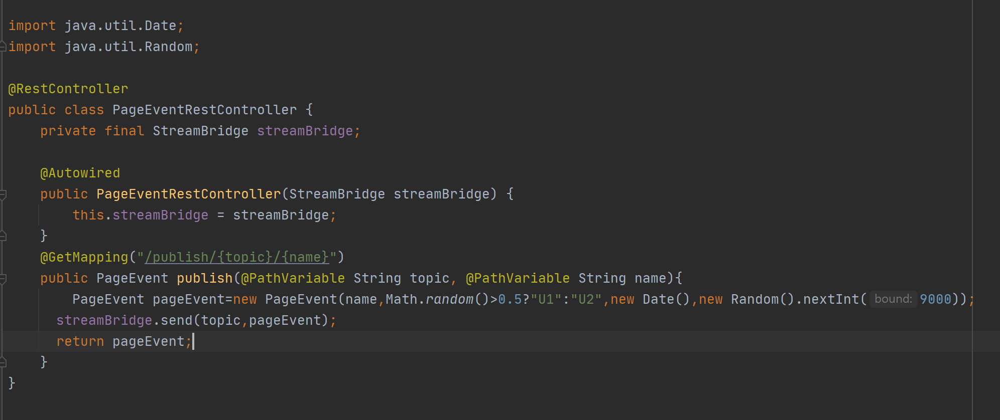 import java.util.Date;
import java.util.Random;
@RestController
public class PageEventRestController {
private final StreamBridge streamBridge;
@Autowired
public PageEventRestController(StreamBridge streamBridge) {
this.streamBridge = streamBridge;
}
@GetMapping("/publish/{topic}/{name}")
public PageEvent publish(@PathVariable String topic, @PathVariable String name){
PageEvent pageEvent=new PageEvent(name,Math.random()>0.5?"U1":"U2",new Date(),new Random().nextInt( bound: 9000));
streamBridge.send(topic,pageEvent);
return pageEvent;
}
}